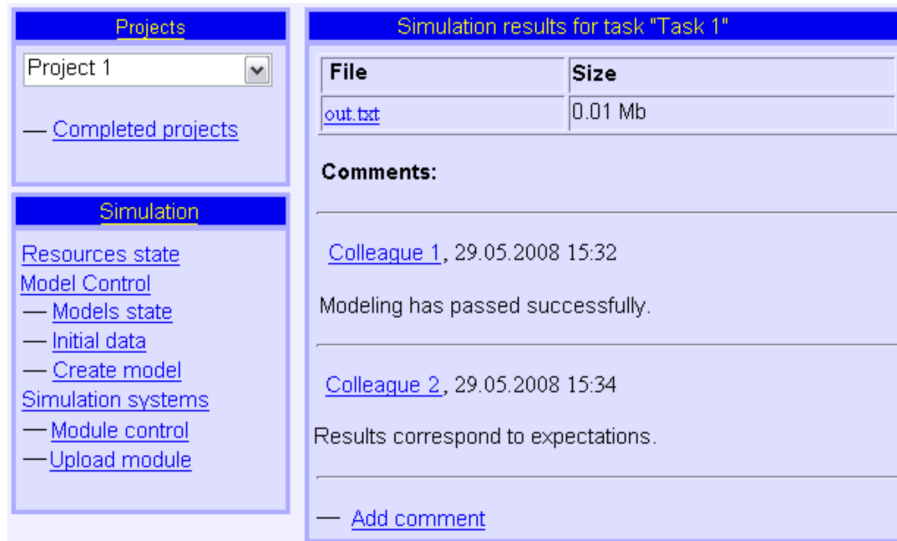 Projects
Project 1
— Completed projects
Simulation
Resources state
Model Control
— Models state
— Initial data
— Create model
Simulation systems
— Module control
— Upload module
Simulation results for task "Task 1"
File Size
out.txt 0.01 Mb
Comments:
Colleague 1, 29.05.2008 15:32
Modeling has passed successfully.
Colleague 2, 29.05.2008 15:34
Results correspond to expectations.
— Add comment